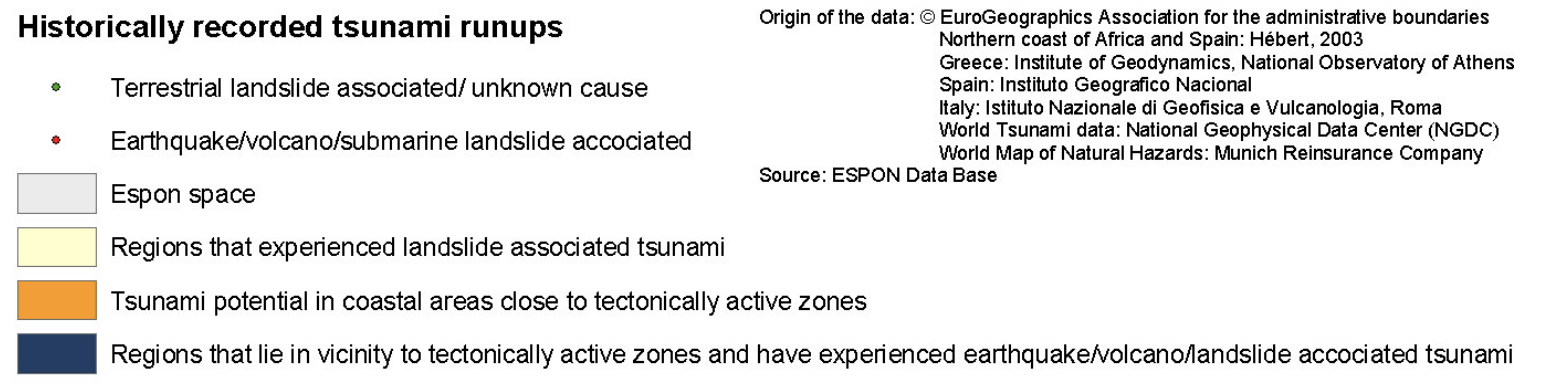 Historically recorded tsunami runups
Terrestrial landslide associated/ unknown cause
Earthquake/volcano/submarine landslide accociated
Espon space
Regions that experienced landslide associated tsunami
Tsunami potential in coastal areas close to tectonically active zones
Regions that lie in vicinity to tectonically active zones and have experienced earthquake/volcano/landslide accociated tsunami
Origin of the data: © EuroGeographics Association for the administrative boundaries
Northern coast of Africa and Spain: Hébert, 2003
Greece: Institute of Geodynamics, National Observatory of Athens
Spain: Instituto Geografico Nacional
Italy: Istituto Nazionale di Geofisica e Vulcanologia, Roma
World Tsunami data: National Geophysical Data Center (NGDC)
World Map of Natural Hazards: Munich Reinsurance Company
Source: ESPON Data Base